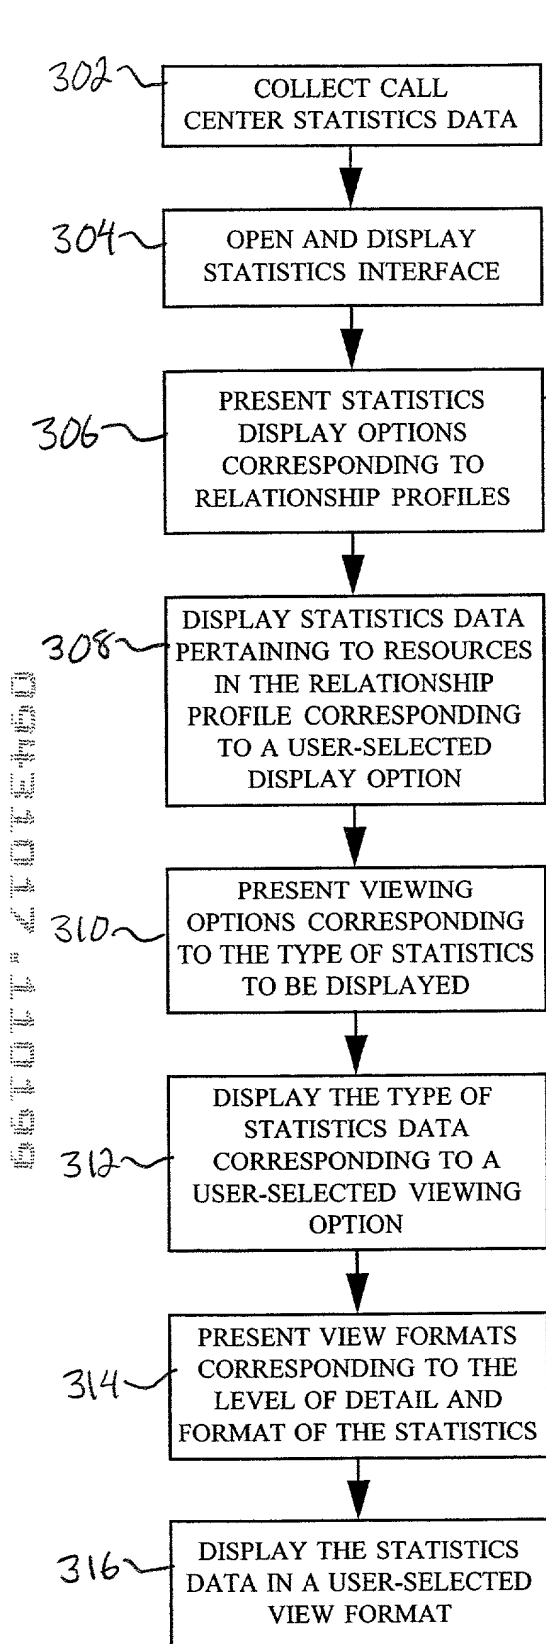 302
COLLECT CALL
CENTER STATISTICS DATA
304
OPEN AND DISPLAY
STATISTICS INTERFACE
306
PRESENT STATISTICS
DISPLAY OPTIONS
CORRESPONDING TO
RELATIONSHIP PROFILES
308
DISPLAY STATISTICS DATA
PERTAINING TO RESOURCES
IN THE RELATIONSHIP
PROFILE CORRESPONDING
TO A USER-SELECTED
DISPLAY OPTION
09431017.110199
310
PRESENT VIEWING
OPTIONS CORRESPONDING
TO THE TYPE OF STATISTICS
TO BE DISPLAYED
312
DISPLAY THE TYPE OF
STATISTICS DATA
CORRESPONDING TO A
USER-SELECTED VIEWING
OPTION
314
PRESENT VIEW FORMATS
CORRESPONDING TO THE
LEVEL OF DETAIL AND
FORMAT OF THE STATISTICS
316
DISPLAY THE STATISTICS
DATA IN A USER-SELECTED
VIEW FORMAT